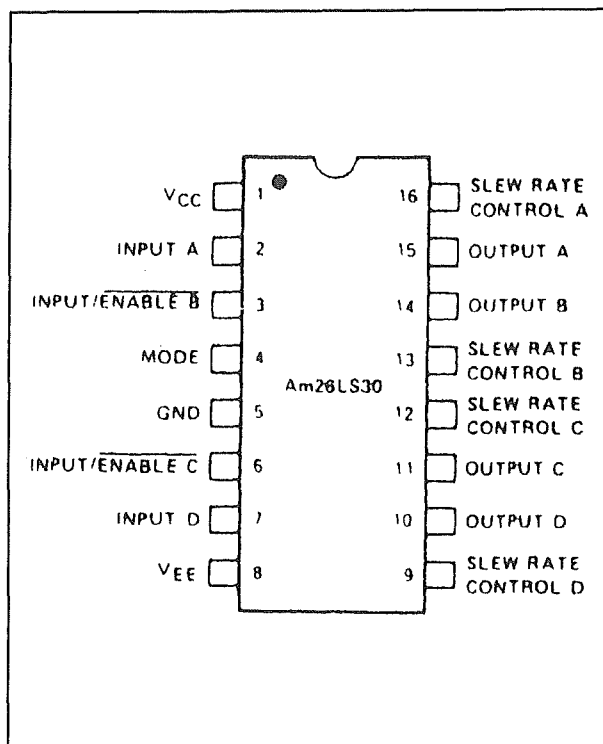 VCC 1
INPUT A 2
INPUT/ENABLE B 3
MODE 4
GND 5
INPUT/ENABLE C 6
INPUT D 7
VEE 8
Am26LS30
16 SLEW RATE
CONTROL A
15 OUTPUT A
14 OUTPUT B
13 SLEW RATE
CONTROL B
12 SLEW RATE
CONTROL C
11 OUTPUT C
10 OUTPUT D
9 SLEW RATE
CONTROL D